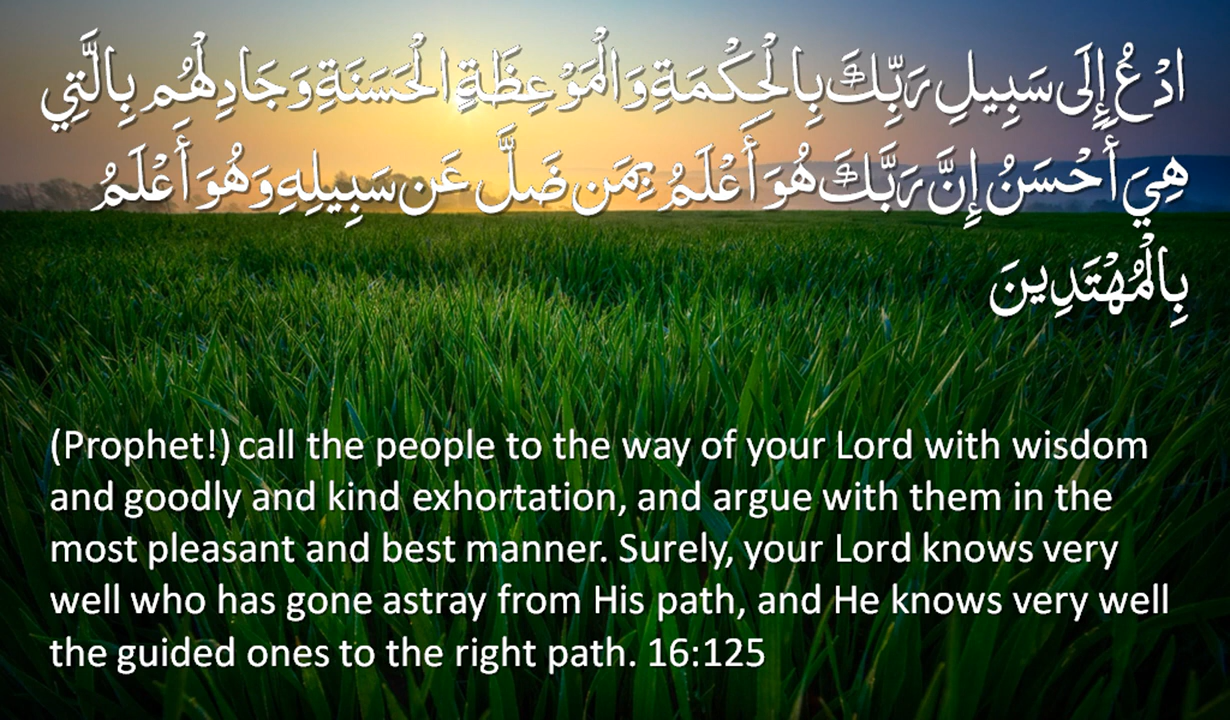 ادْعُ إِلَى سَبِيلِ رَبِّكَ بِالْحِكْمَةِ وَالْمَوْعِظَةِ الْحَسَنَةِ وَجَادِلْهُم بِالَّتِي
هِيَ أَحْسَنُ إِنَّ رَبَّكَ هُوَ أَعْلَمُ بِمَن ضَلَّ عَن سَبِيلِهِ وَهُوَ أَعْلَمُ
بِالْمُهْتَدِينَ
(Prophet!) call the people to the way of your Lord with wisdom
and goodly and kind exhortation, and argue with them in the
most pleasant and best manner. Surely, your Lord knows very
well who has gone astray from His path, and He knows very well
the guided ones to the right path. 16:125